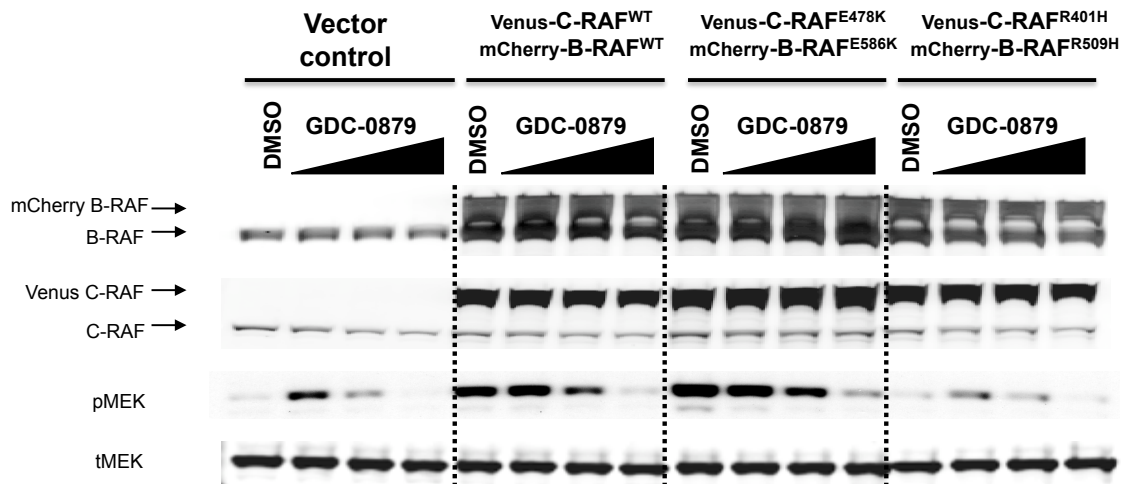 Vector
control
Venus-C-RAFWT
mCherry-B-RAFWT
Venus-C-RAFE478K
mCherry-B-RAFE586K
Venus-C-RAFR401H
mCherry-B-RAFR509H
DMSO
GDC-0879
DMSO
GDC-0879
DMSO
GDC-0879
DMSO
GDC-0879
mCherry B-RAF
B-RAF
Venus C-RAF
C-RAF
pMEK
tMEK